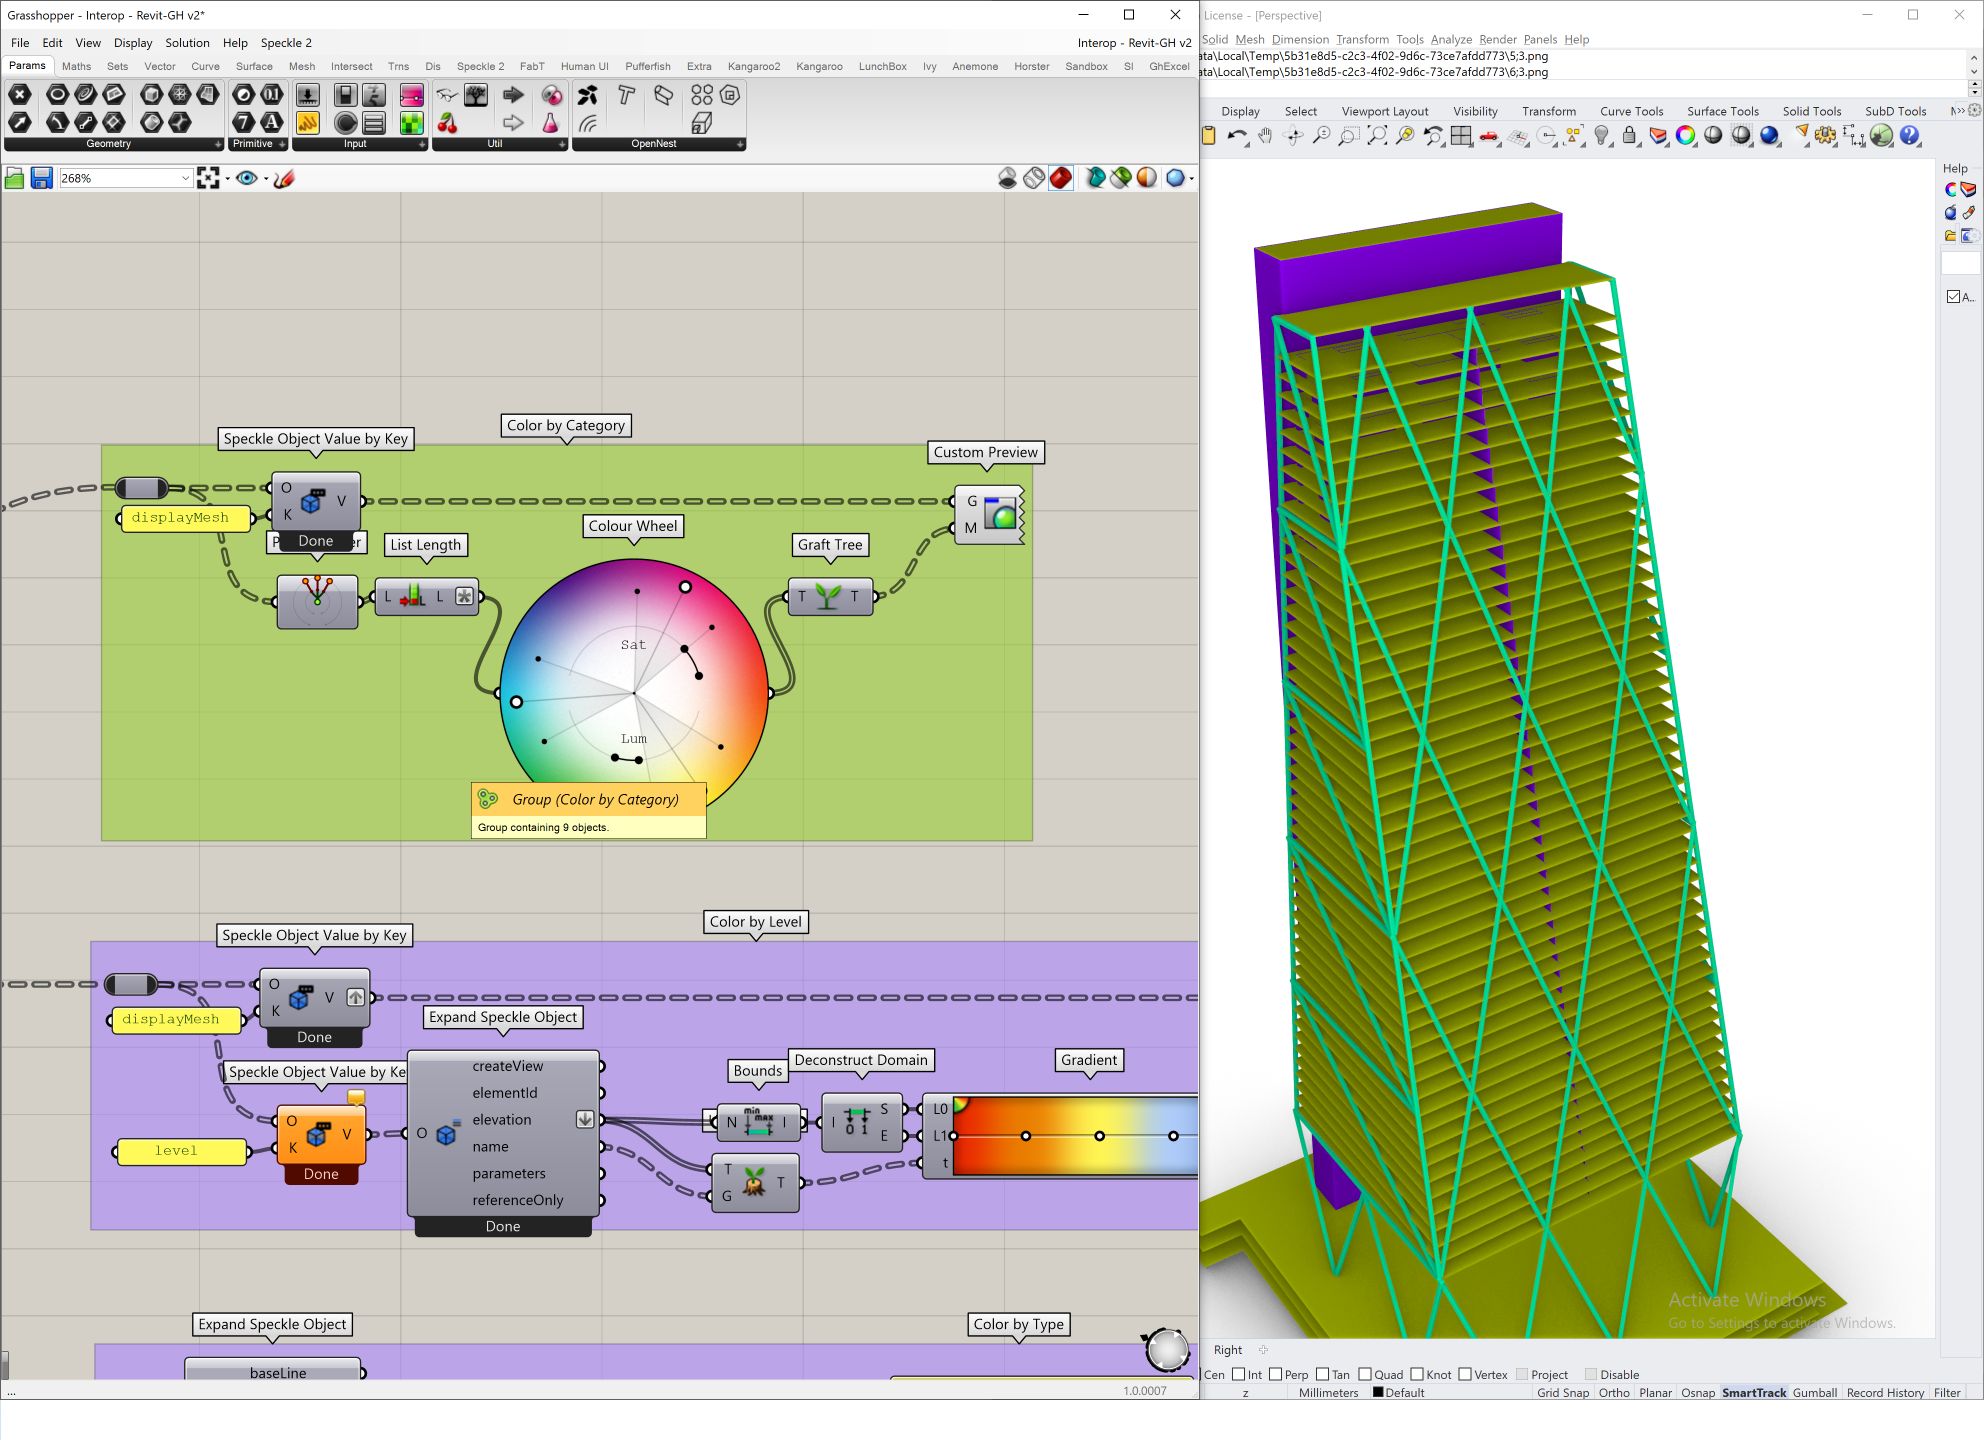 Grasshopper - Interop - Revit-GH v2*
File Edit View Display Solution Help Speckle 2
Interop - Revit-GH v2
Params Maths Sets Vector Curve Surface Mesh Intersect Trns Dis Speckle 2 FabT Human UI Pufferfish Extra Kangaroo2 Kangaroo LunchBox Ivy Anemone Horster Sandbox SI GhExcel
Geometry
Primitive
Input
Util
OpenNest
268%
Color by Category
Speckle Object Value by Key
Custom Preview
O
K
V
displayMesh
Done
G
M
Colour Wheel
List Length
Graft Tree
L
L
T T
Sat
Lum
Group (Color by Category)
Group containing 9 objects.
Color by Level
Speckle Object Value by Key
O
K
V
displayMesh
Done
Expand Speckle Object
Speckle Object Value by Ke
O
K
V
level
Done
O
createView
elementId
elevation
name
parameters
referenceOnly
Done
Bounds
min
max
N I
Deconstruct Domain
I
0 1
S
E
Gradient
L0
L1
t
T
G
T
Expand Speckle Object
baseLine
Color by Type
...
1.0.0007
License - [Perspective]
Solid Mesh Dimension Transform Tools Analyze Render Panels Help
ata\Local\Temp\5b31e8d5-c2c3-4f02-9d6c-73ce7afdd773\5;3.png
ata\Local\Temp\5b31e8d5-c2c3-4f02-9d6c-73ce7afdd773\6;3.png
Display Select Viewport Layout Visibility Transform Curve Tools Surface Tools Solid Tools SubD Tools
Help
A..
Activate Windows
Go to Settings to activate Windows.
Right
Cen Int Perp Tan Quad Knot Vertex Project Disable
z Millimeters Default Grid Snap Ortho Planar Osnap SmartTrack Gumball Record History Filter